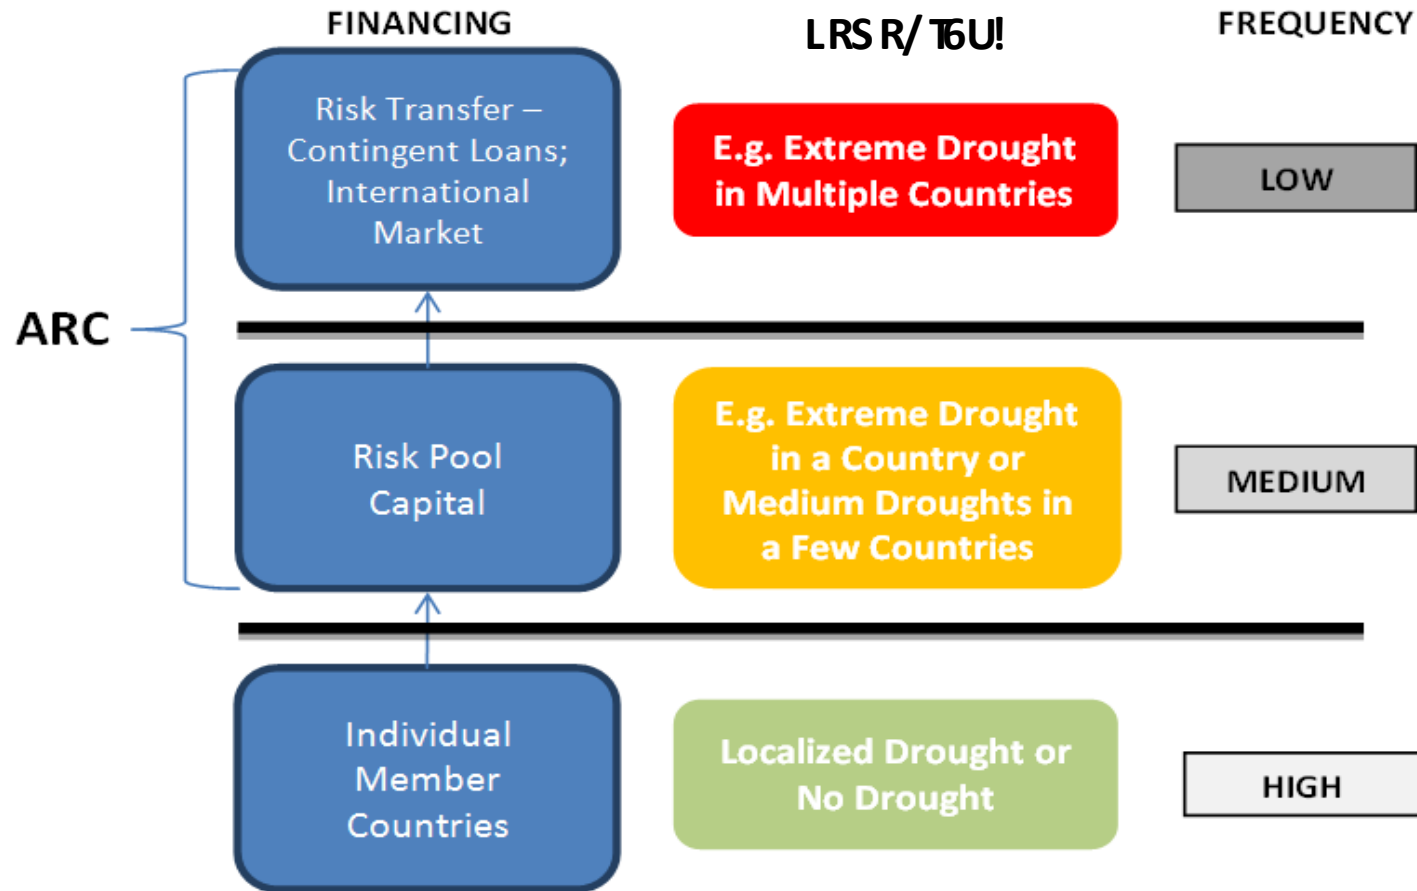 FINANCING
LRSR/T6U!
FREQUENCY
Risk Transfer –
Contingent Loans;
International
Market
E.g. Extreme Drought
in Multiple Countries
LOW
ARC
Risk Pool
Capital
E.g. Extreme Drought
in a Country or
Medium Droughts in
a Few Countries
MEDIUM
Individual
Member
Countries
Localized Drought or
No Drought
HIGH